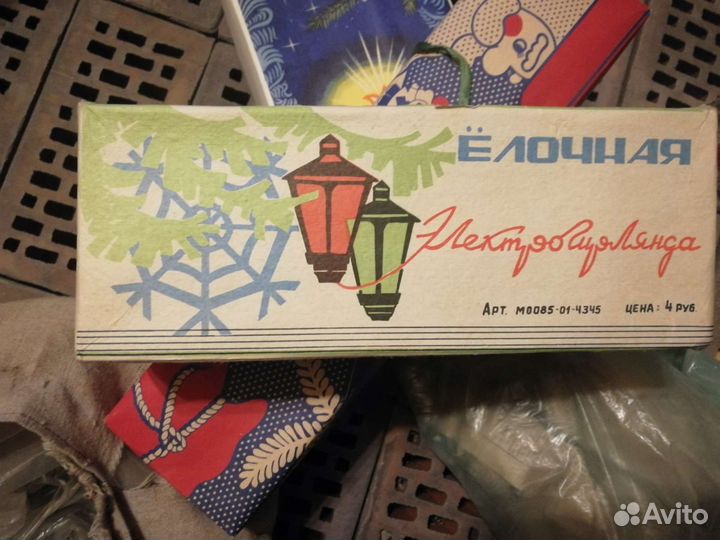 ЁЛОЧНАЯ
Электрогирлянда
Арт. М0085-01-4345 ЦЕНА: 4 РУБ.
Avito